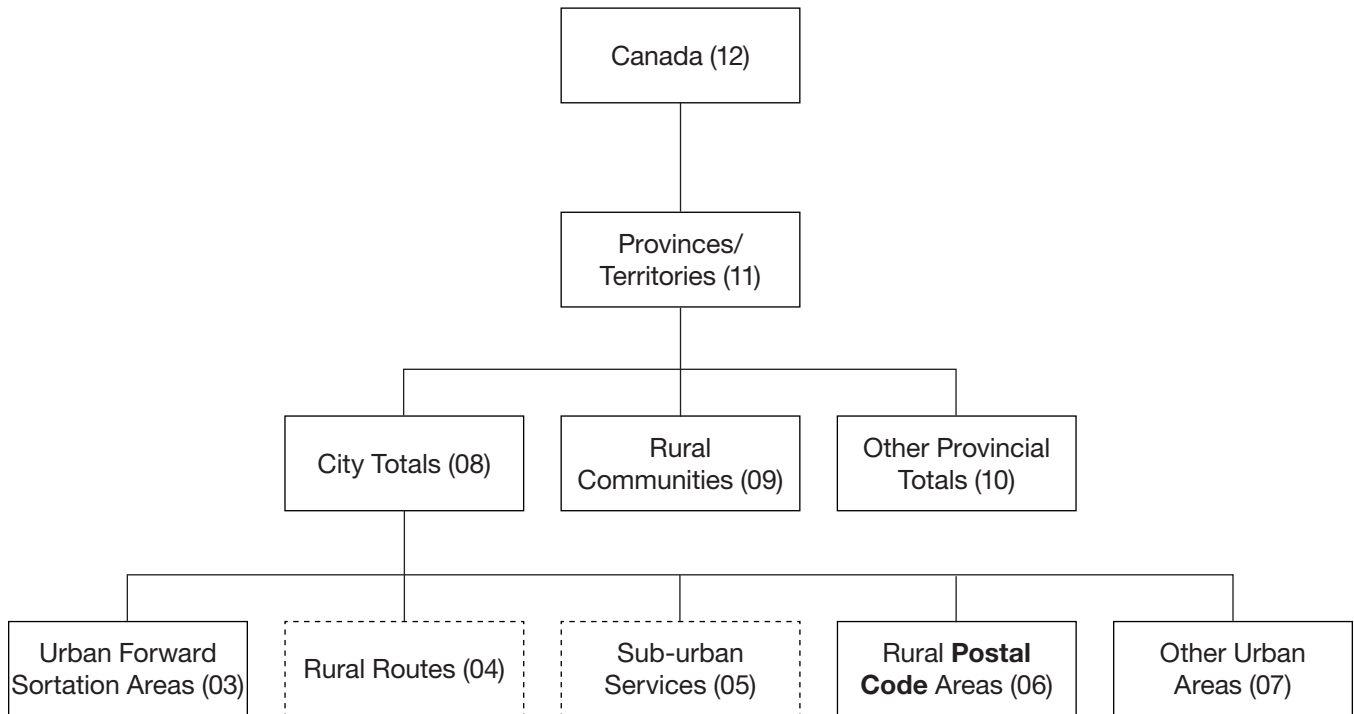 Canada (12)
Provinces/
Territories (11)
City Totals (08)
Rural
Communities (09)
Other Provincial
Totals (10)
Urban Forward
Sortation Areas (03)
Rural Routes (04)
Sub-urban
Services (05)
Rural Postal
Code Areas (06)
Other Urban
Areas (07)